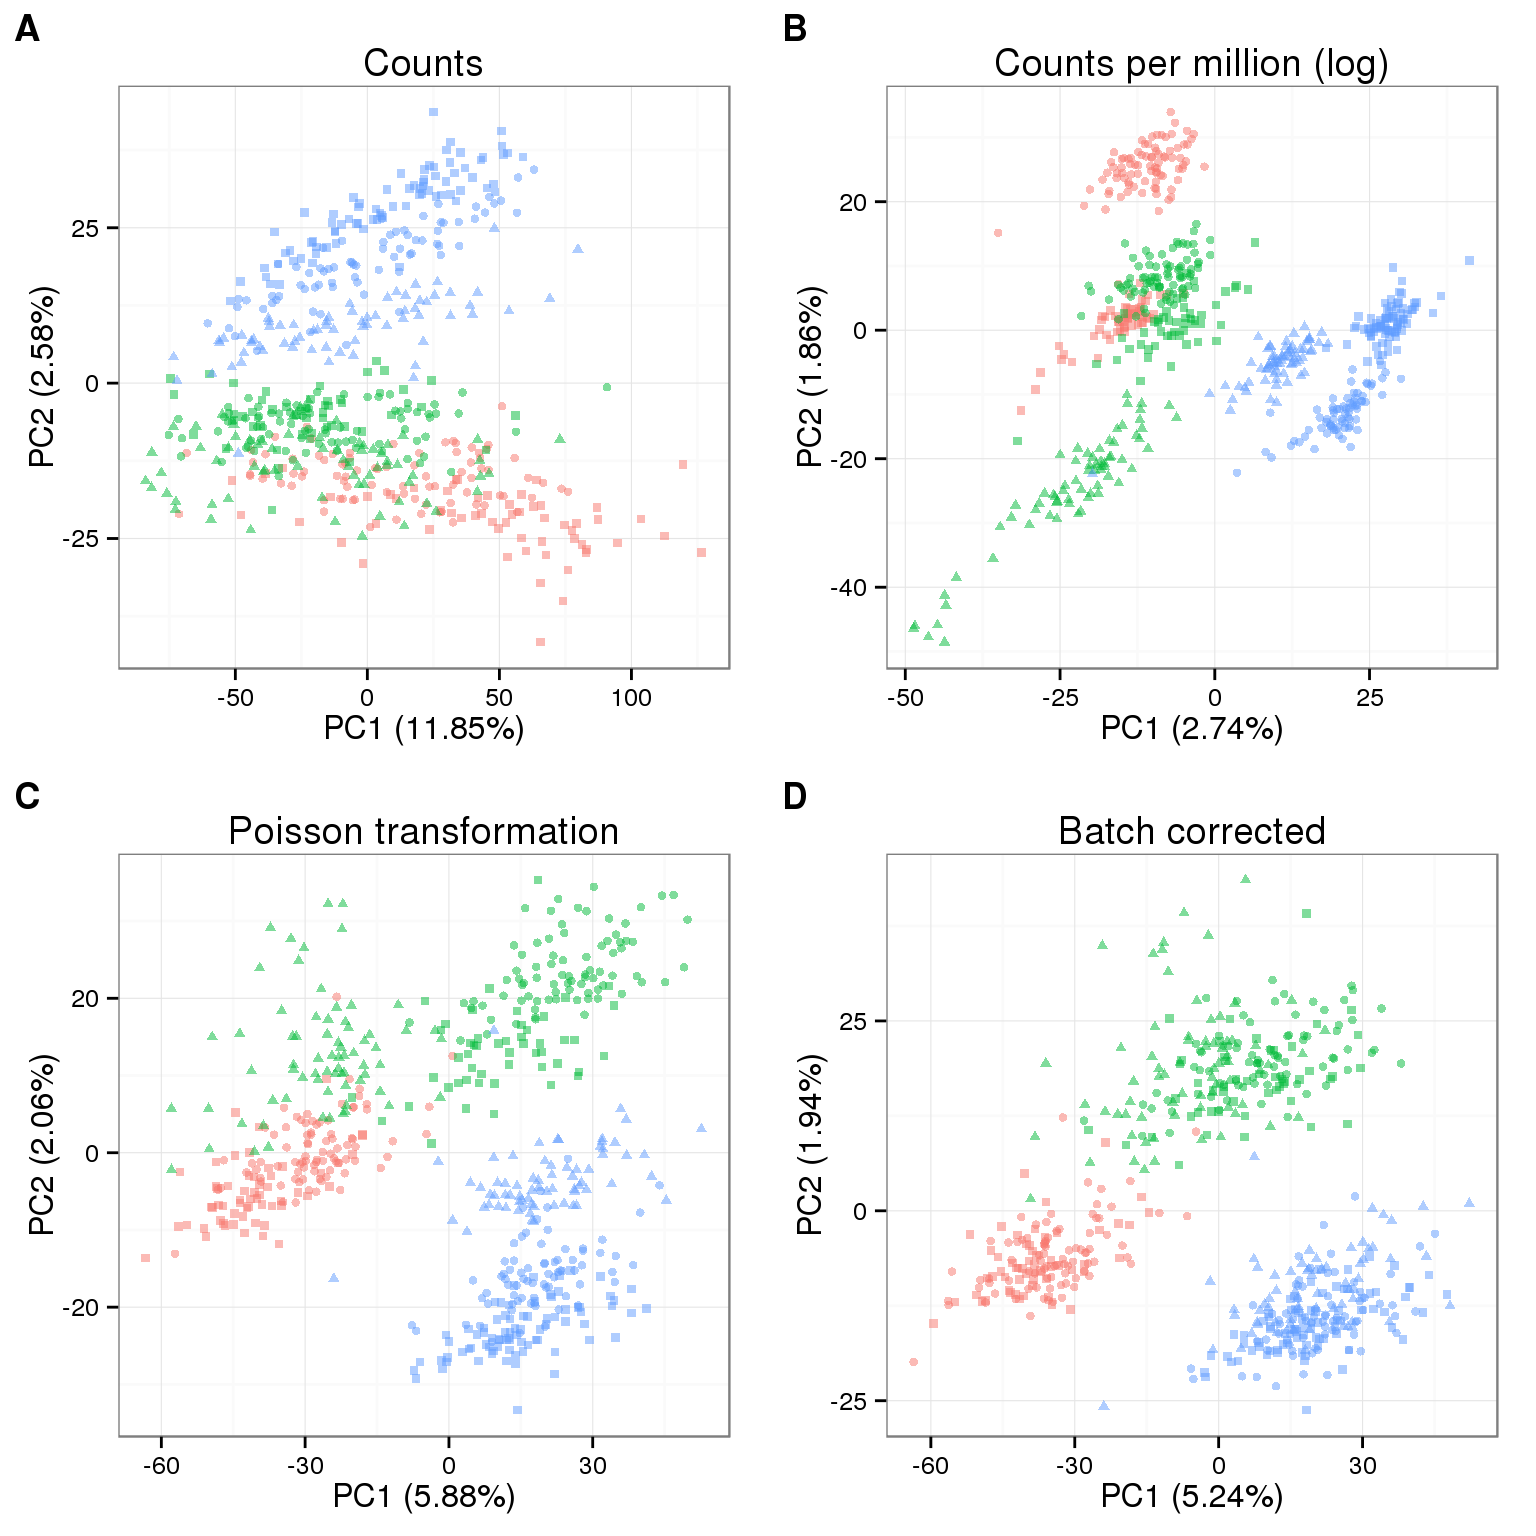 A
Counts
25
0
-25
PC2 (2.58%)
-50
0
50
100
PC1 (11.85%)
B
Counts per million (log)
20
0
-20
-40
PC2 (1.86%)
-50
-25
0
25
PC1 (2.74%)
C
Poisson transformation
20
0
-20
PC2 (2.06%)
-60
-30
0
30
PC1 (5.88%)
D
Batch corrected
25
0
-25
PC2 (1.94%)
-60
-30
0
30
PC1 (5.24%)